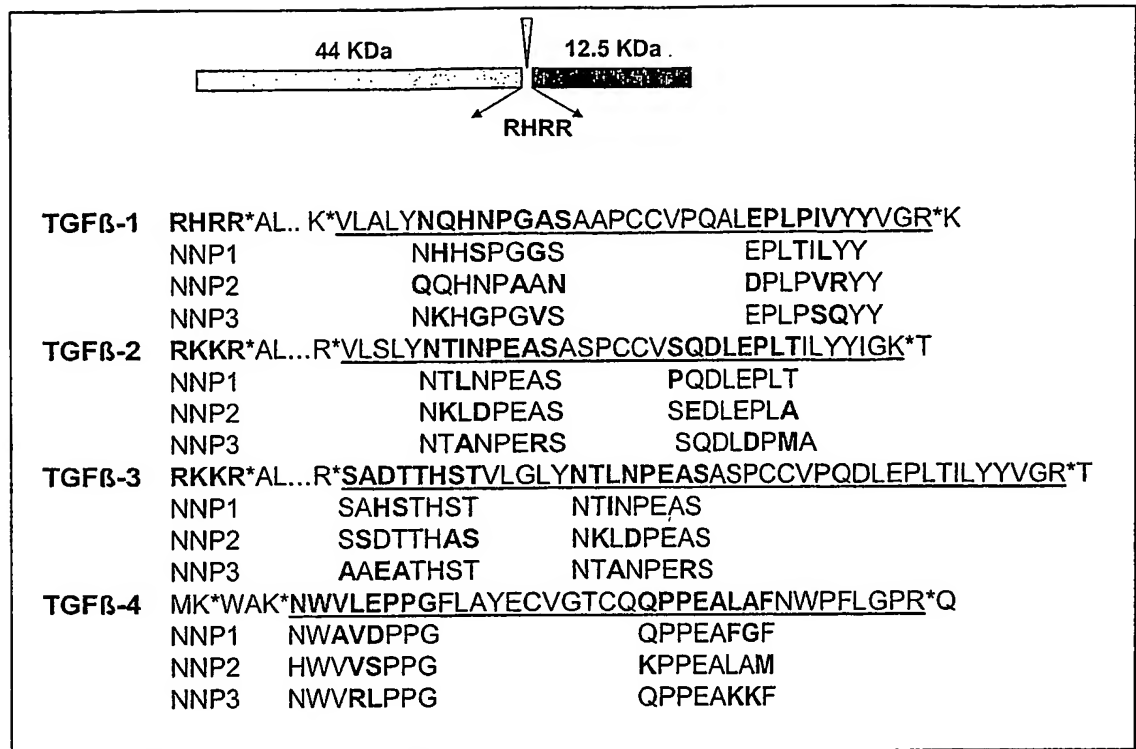 44 KDa 12.5 KDa .
RHRR
TGFß-1 RHRR*AL.. K*VLALYNQHNPGASAAPCCVPQALEPLPIVYYVGR*K
NNP1 NHHSPGGS EPLTILYY
NNP2 QQHNPAAN DPLPVRYY
NNP3 NKHGPGVS EPLPSQYY
TGFß-2 RKKR*AL...R*VLSLYNTINPEASASPCCVSQDLEPLTILYYIGK*T
NNP1 NTLNPEAS PQDLEPLT
NNP2 NKLDPEAS SEDLEPLA
NNP3 NTANPERS SQDLDPMA
TGFß-3 RKKR*AL...R*SADTTHSTVLGLYNTLNPEASASPCCVPQDLEPLTILYYVGR*T
NNP1 SAHSTHST NTINPEAS
NNP2 SSDTTHAS NKLDPEAS
NNP3 AAEATHST NTANPERS
TGFß-4 MK*WAK*NWVLEPPGFLAYECVGTCQQPPEALAFNWPFLGPR*Q
NNP1 NWAVDPPG QPPEAFGF
NNP2 HWVVSPPG KPPEALAM
NNP3 NWVRLPPG QPPEAKKF